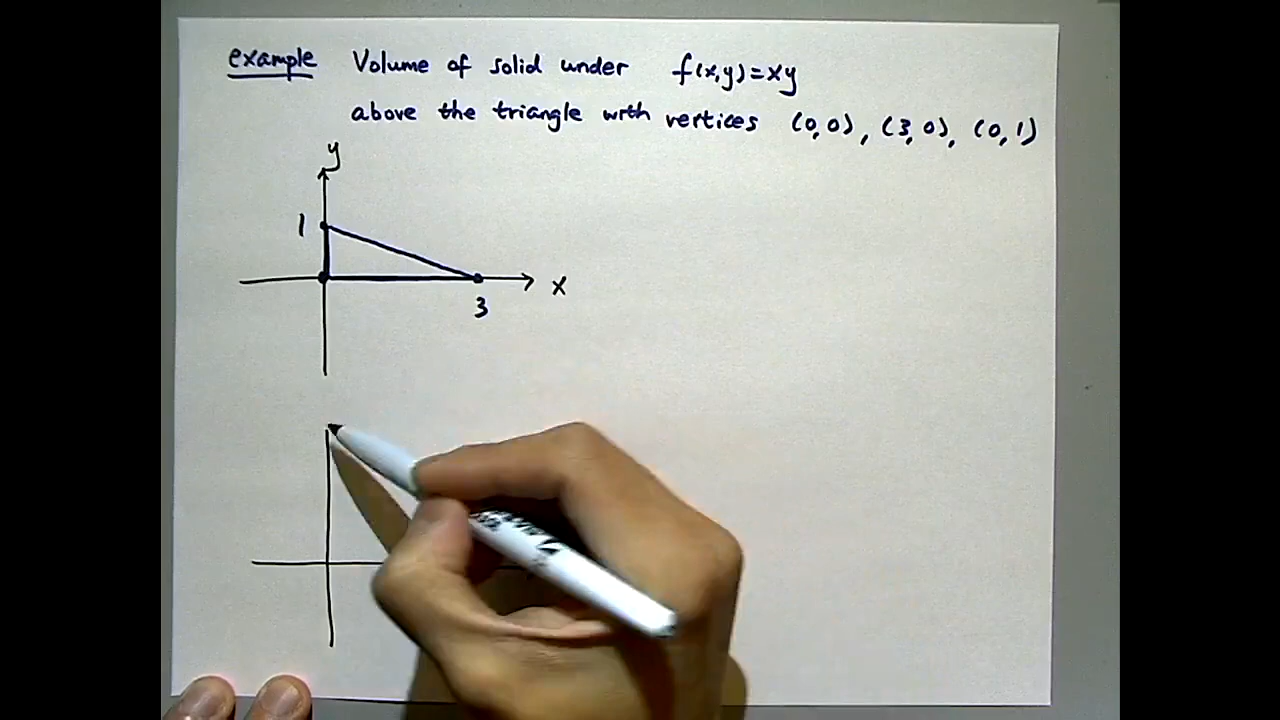 example Volume of solid under f(x,y)=xy
above the triangle with vertices (0,0), (3,0), (0,1)
y
1
x
3